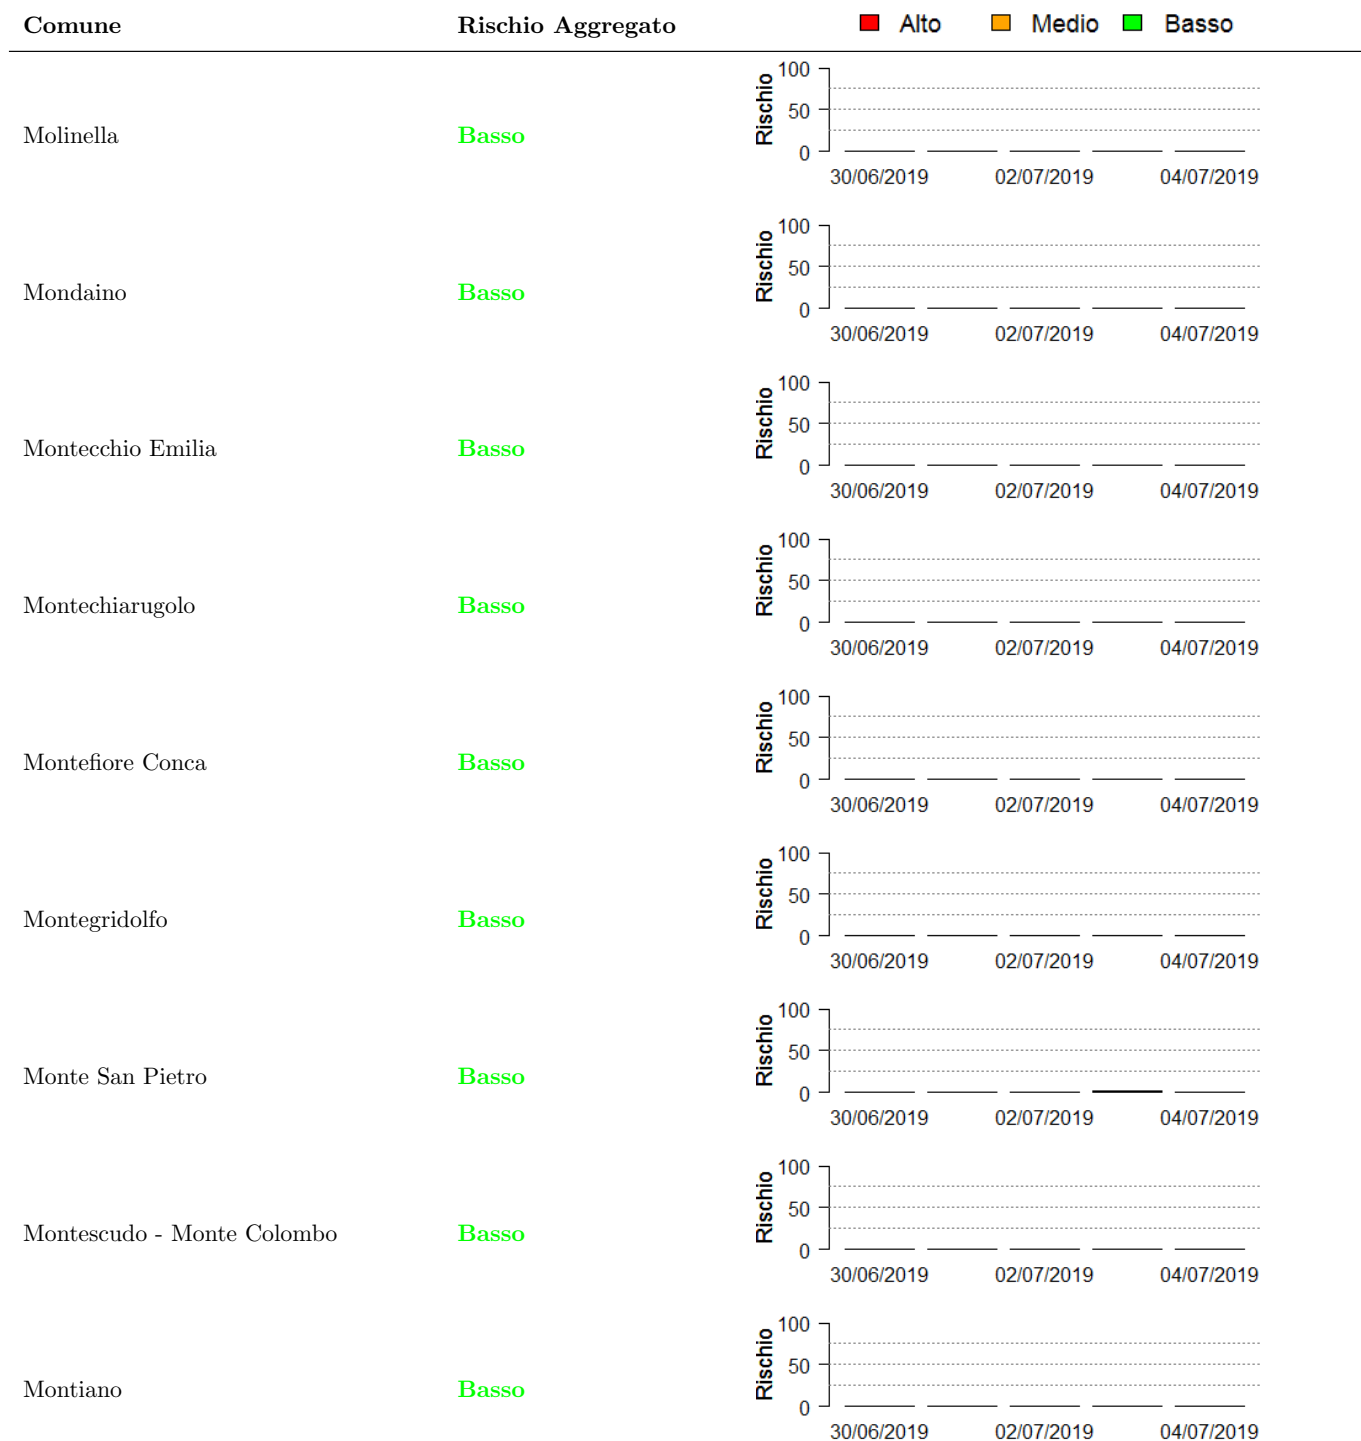 Comune Rischio Aggregato Alto Medio Basso
100
Rischio
50
Molinella Basso
0
30/06/2019 02/07/2019 04/07/2019
100
Rischio
50
Mondaino Basso
0
30/06/2019 02/07/2019 04/07/2019
100
Rischio
50
Montecchio Emilia Basso
0
30/06/2019 02/07/2019 04/07/2019
100
Rischio
50
Montechiarugolo Basso
0
30/06/2019 02/07/2019 04/07/2019
100
Rischio
50
Montefiore Conca Basso
0
30/06/2019 02/07/2019 04/07/2019
100
Rischio
50
Montegridolfo Basso
0
30/06/2019 02/07/2019 04/07/2019
100
Rischio
50
Monte San Pietro Basso
0
30/06/2019 02/07/2019 04/07/2019
100
Rischio
50
Montescudo - Monte Colombo Basso
0
30/06/2019 02/07/2019 04/07/2019
100
Rischio
50
Montiano Basso
0
30/06/2019 02/07/2019 04/07/2019